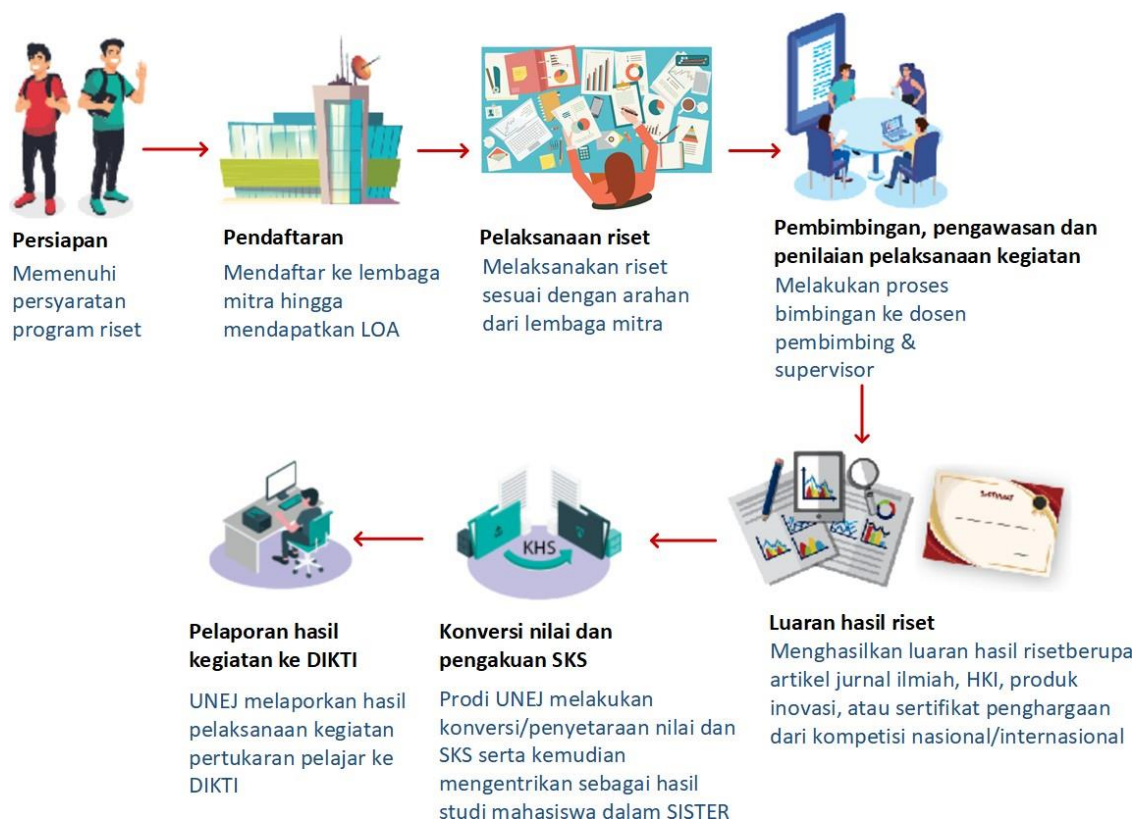 Persiapan
Memenuhi
persyaratan
program riset
Pendaftaran
Mendaftar ke lembaga
mitra hingga
mendapatkan LOA
Pelaksanaan riset
Melaksanakan riset
sesuai dengan arahan
dari lembaga mitra
Pembimbingan, pengawasan dan
penilaian pelaksanaan kegiatan
Melakukan proses
bimbingan ke dosen
pembimbing &
supervisor
Luaran hasil riset
Menghasilkan luaran hasil risetberupa
artikel jurnal ilmiah, HKI, produk
inovasi, atau sertifikat penghargaan
dari kompetisi nasional/internasional
KHS
Konversi nilai dan
pengakuan SKS
Prodi UNEJ melakukan
konversi/penyetaraan nilai dan
SKS serta kemudian
mengentrikan sebagai hasil
studi mahasiswa dalam SISTER
Pelaporan hasil
kegiatan ke DIKTI
UNEJ melaporkan hasil
pelaksanaan kegiatan
pertukaran pelajar ke
DIKTI